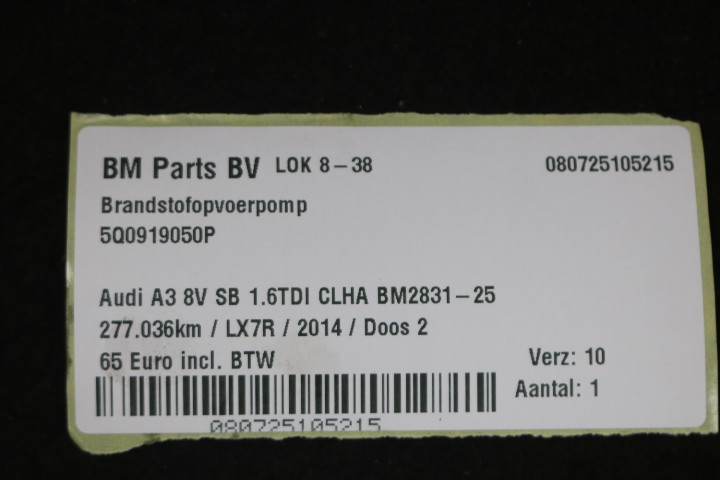 BM Parts BV LOK 8-38 080725105215
Brandstofopvoerpomp
5Q0919050P
Audi A3 8V SB 1.6TDI CLHA BM2831-25
277.036km / LX7R / 2014 / Doos 2
65 Euro incl. BTW Verz: 10
Aantal: 1
080725105215